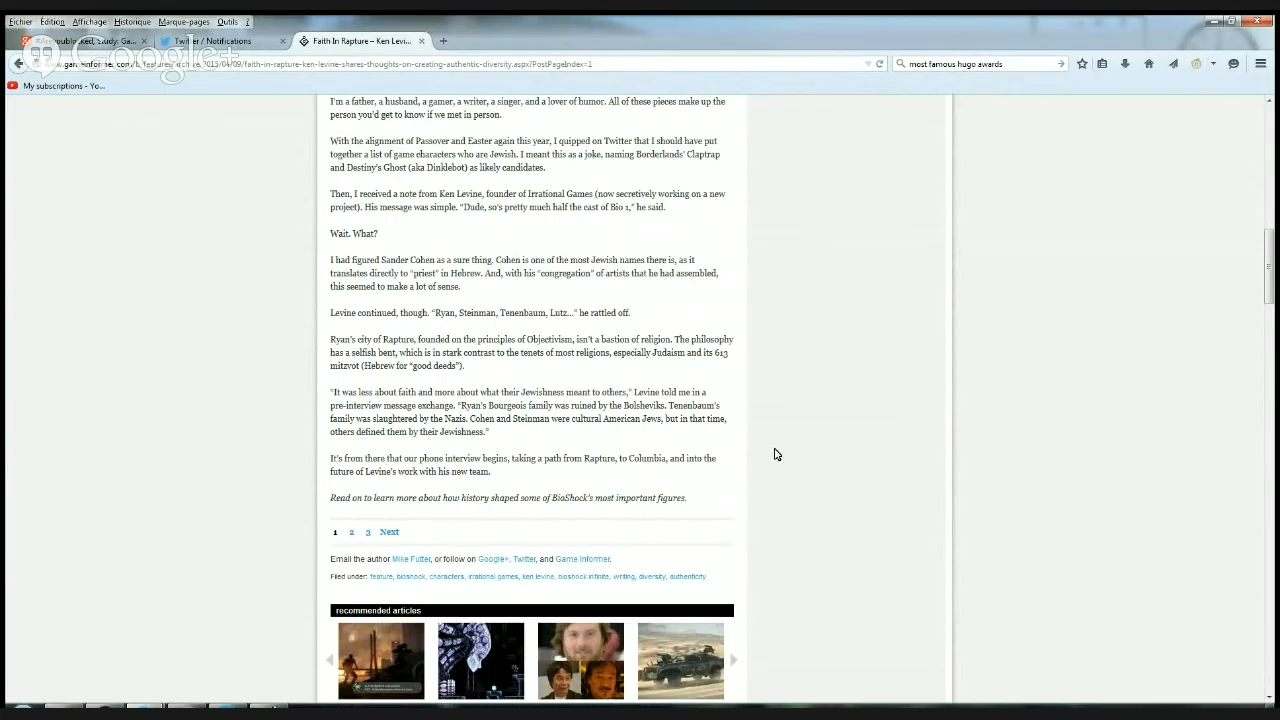 Fichier Édition Affichage Historique Marque-pages Outils ?
Twitter / Notifications
Faith In Rapture – Ken Levi...
Google+
faith-in-rapture-ken-levine-shares-thoughts-on-creating-authentic-diversity.aspx?PostPageIndex=1
most famous hugo awards
My subscriptions - Yo...
I'm a father, a husband, a gamer, a writer, a singer, and a lover of humor. All of these pieces make up the
person you'd get to know if we met in person.
With the alignment of Passover and Easter again this year, I quipped on Twitter that I should have put
together a list of game characters who are Jewish. I meant this as a joke, naming Borderlands' Claptrap
and Destiny's Ghost (aka Dinklebot) as likely candidates.
Then, I received a note from Ken Levine, founder of Irrational Games (now secretively working on a new
project). His message was simple. "Dude, so's pretty much half the cast of Bio 1," he said.
Wait. What?
I had figured Sander Cohen as a sure thing. Cohen is one of the most Jewish names there is, as it
translates directly to "priest" in Hebrew. And, with his "congregation" of artists that he had assembled,
this seemed to make a lot of sense.
Levine continued, though. "Ryan, Steinman, Tenenbaum, Lutz..." he rattled off.
Ryan's city of Rapture, founded on the principles of Objectivism, isn't a bastion of religion. The philosophy
has a selfish bent, which is in stark contrast to the tenets of most religions, especially Judaism and its 613
mitzvot (Hebrew for "good deeds").
"It was less about faith and more about what their Jewishness meant to others," Levine told me in a
pre-interview message exchange. "Ryan's Bourgeois family was ruined by the Bolsheviks. Tenenbaum's
family was slaughtered by the Nazis. Cohen and Steinman were cultural American Jews, but in that time,
others defined them by their Jewishness."
It's from there that our phone interview begins, taking a path from Rapture, to Columbia, and into the
future of Levine's work with his new team.
Read on to learn more about how history shaped some of BioShock's most important figures.
1 2 3 Next
Email the author Mike Futter, or follow on Google+, Twitter, and Game Informer.
Filed under: feature, bioshock, characters, irrational games, ken levine, bioshock infinite, writing, diversity, authenticity
recommended articles